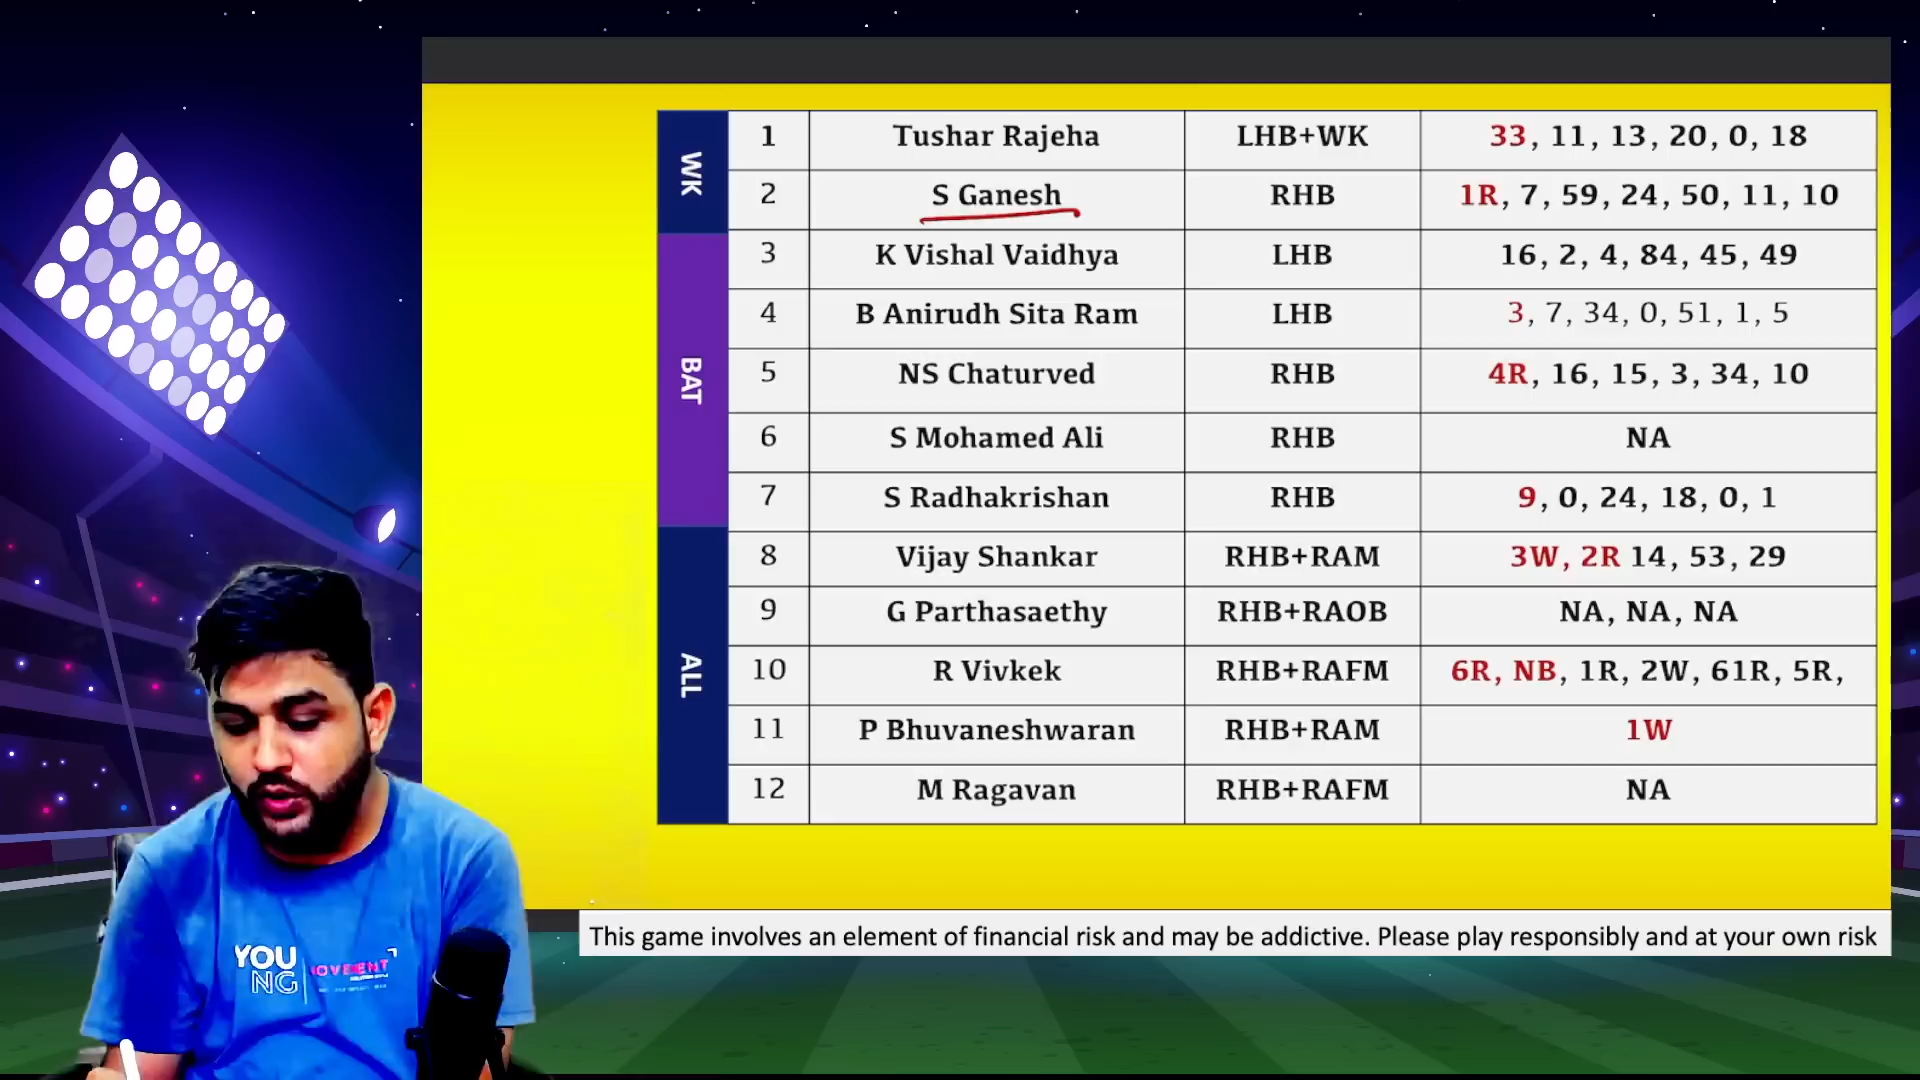 WK
1 Tushar Rajeha LHB+WK 33, 11, 13, 20, 0, 18
2 S Ganesh RHB 1R, 7, 59, 24, 50, 11, 10
BAT
3 K Vishal Vaidhya LHB 16, 2, 4, 84, 45, 49
4 B Anirudh Sita Ram LHB 3, 7, 34, 0, 51, 1, 5
5 NS Chaturved RHB 4R, 16, 15, 3, 34, 10
6 S Mohamed Ali RHB NA
7 S Radhakrishan RHB 9, 0, 24, 18, 0, 1
ALL
8 Vijay Shankar RHB+RAM 3W, 2R 14, 53, 29
9 G Parthasaethy RHB+RAOB NA, NA, NA
10 R Vivkek RHB+RAFM 6R, NB, 1R, 2W, 61R, 5R,
11 P Bhuvaneshwaran RHB+RAM 1W
12 M Ragavan RHB+RAFM NA
This game involves an element of financial risk and may be addictive. Please play responsibly and at your own risk
YOU
NG
MOVEMENT